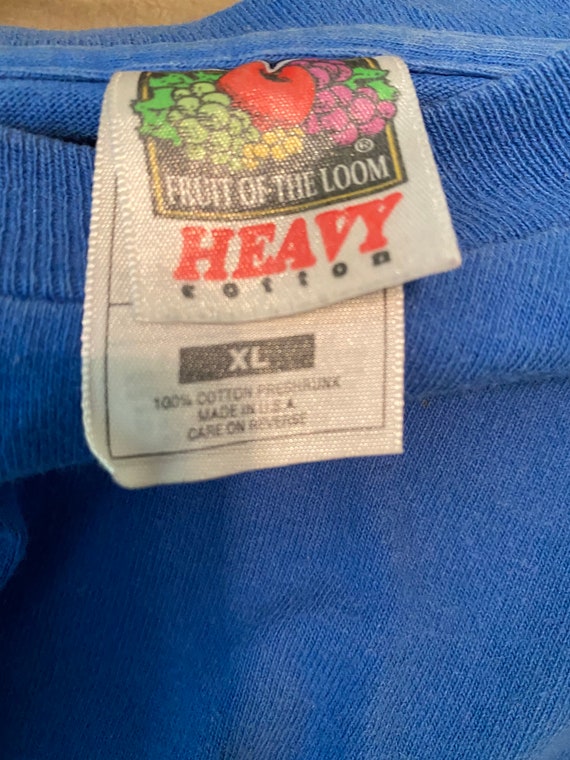 ®
FRUIT OF THE LOOM
HEAVY
cotton
XL
100% COTTON PRESHRUNK
MADE IN U.S.A.
CARE ON REVERSE